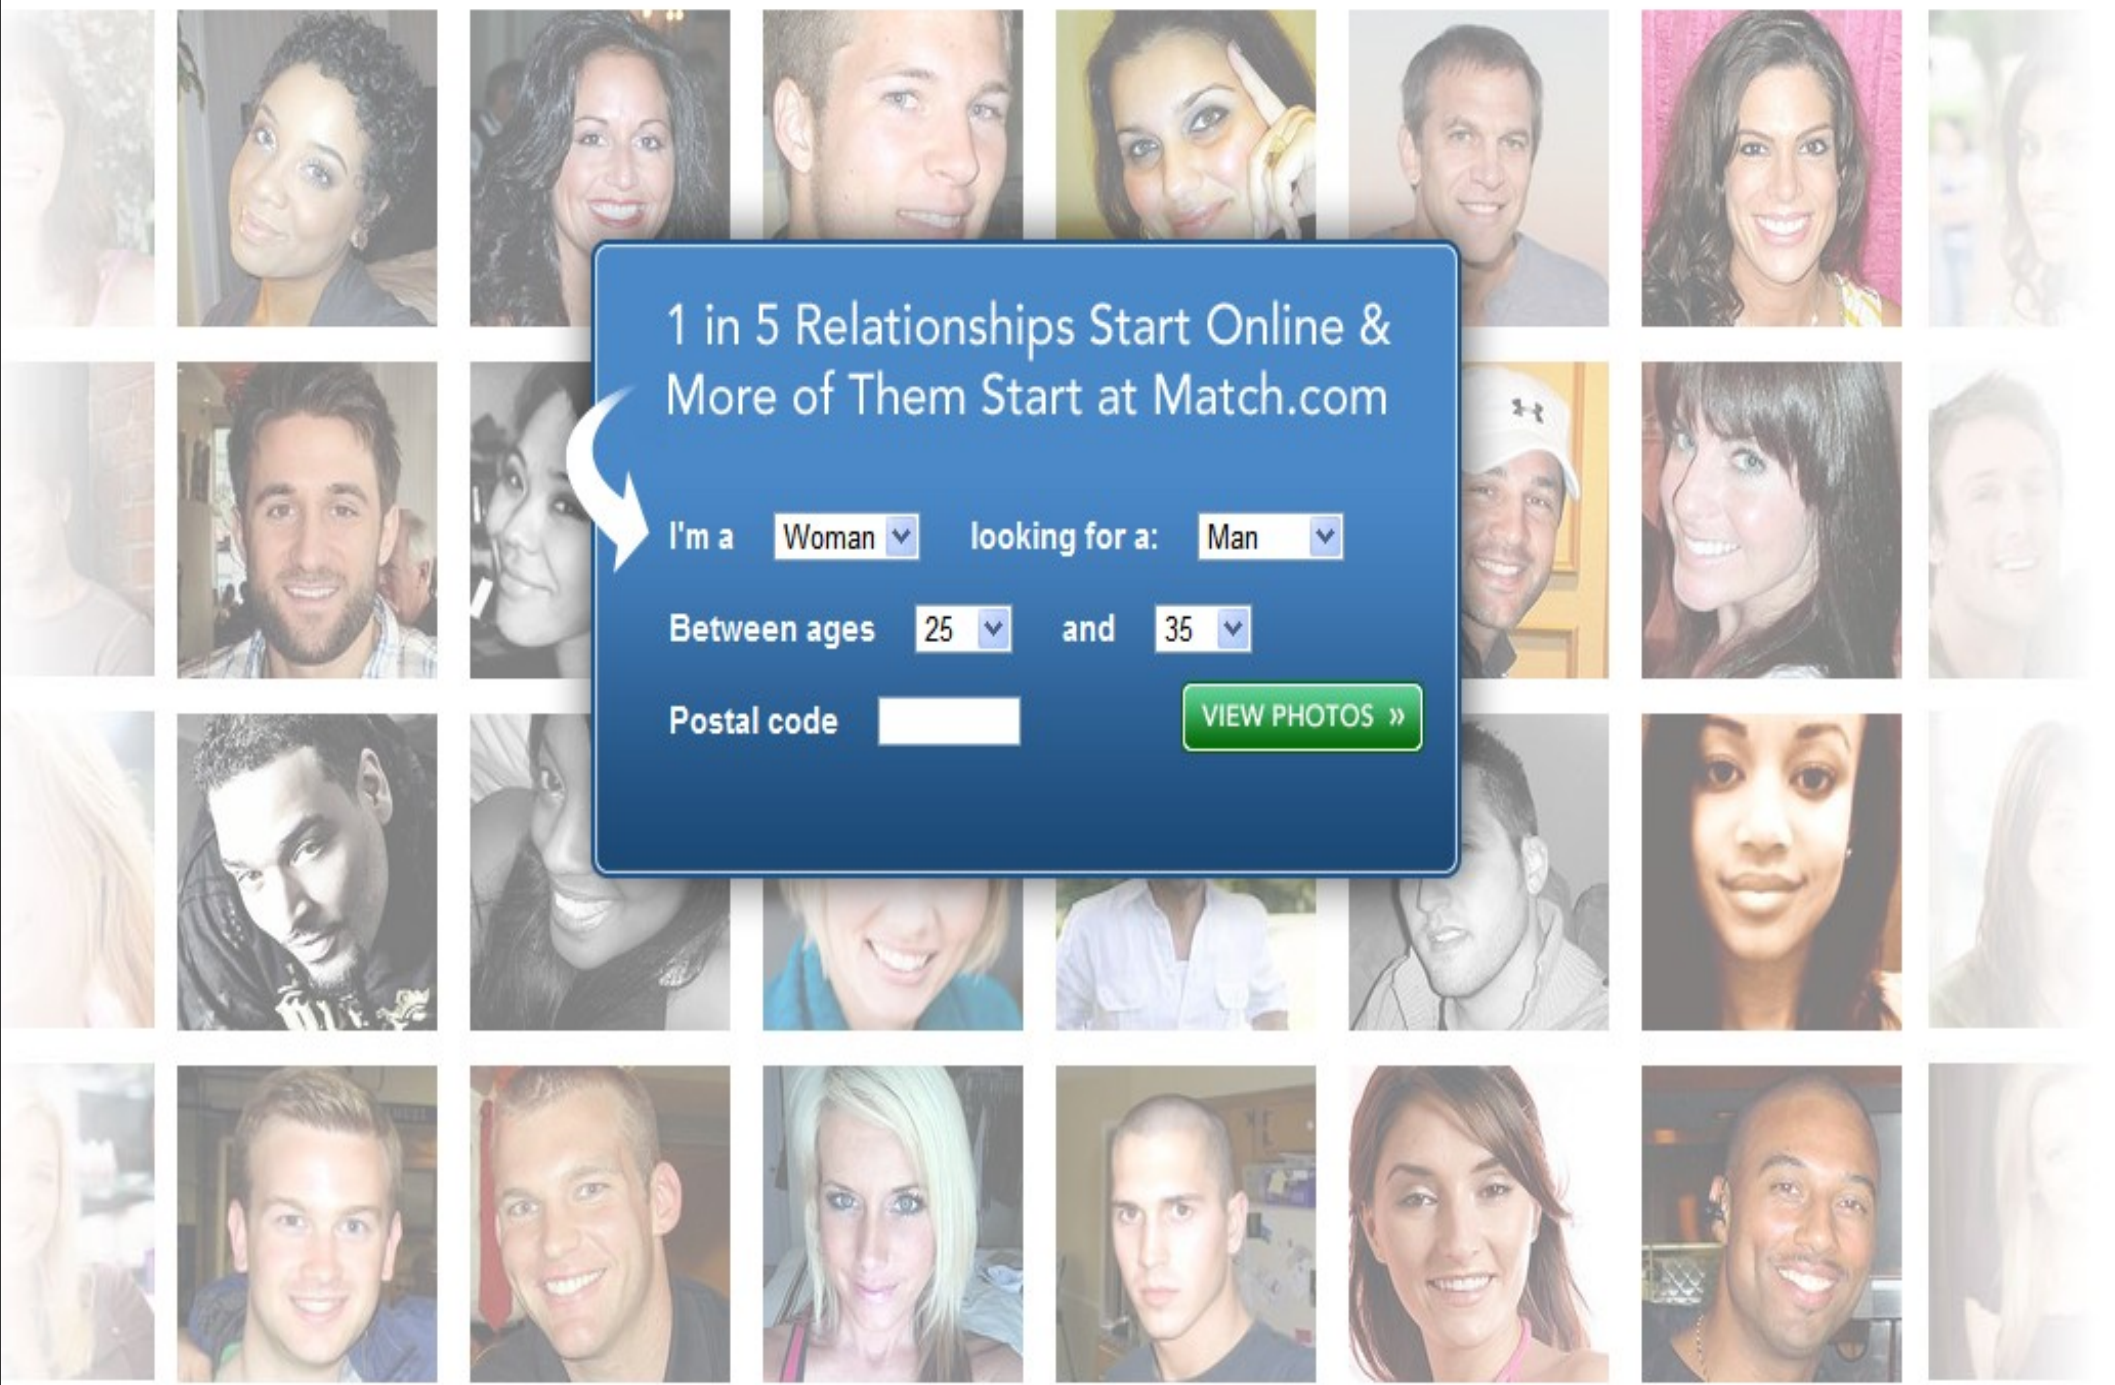 1 in 5 Relationships Start Online &
More of Them Start at Match.com
I'm a Woman looking for a: Man
Between ages 25 and 35
Postal code VIEW PHOTOS »